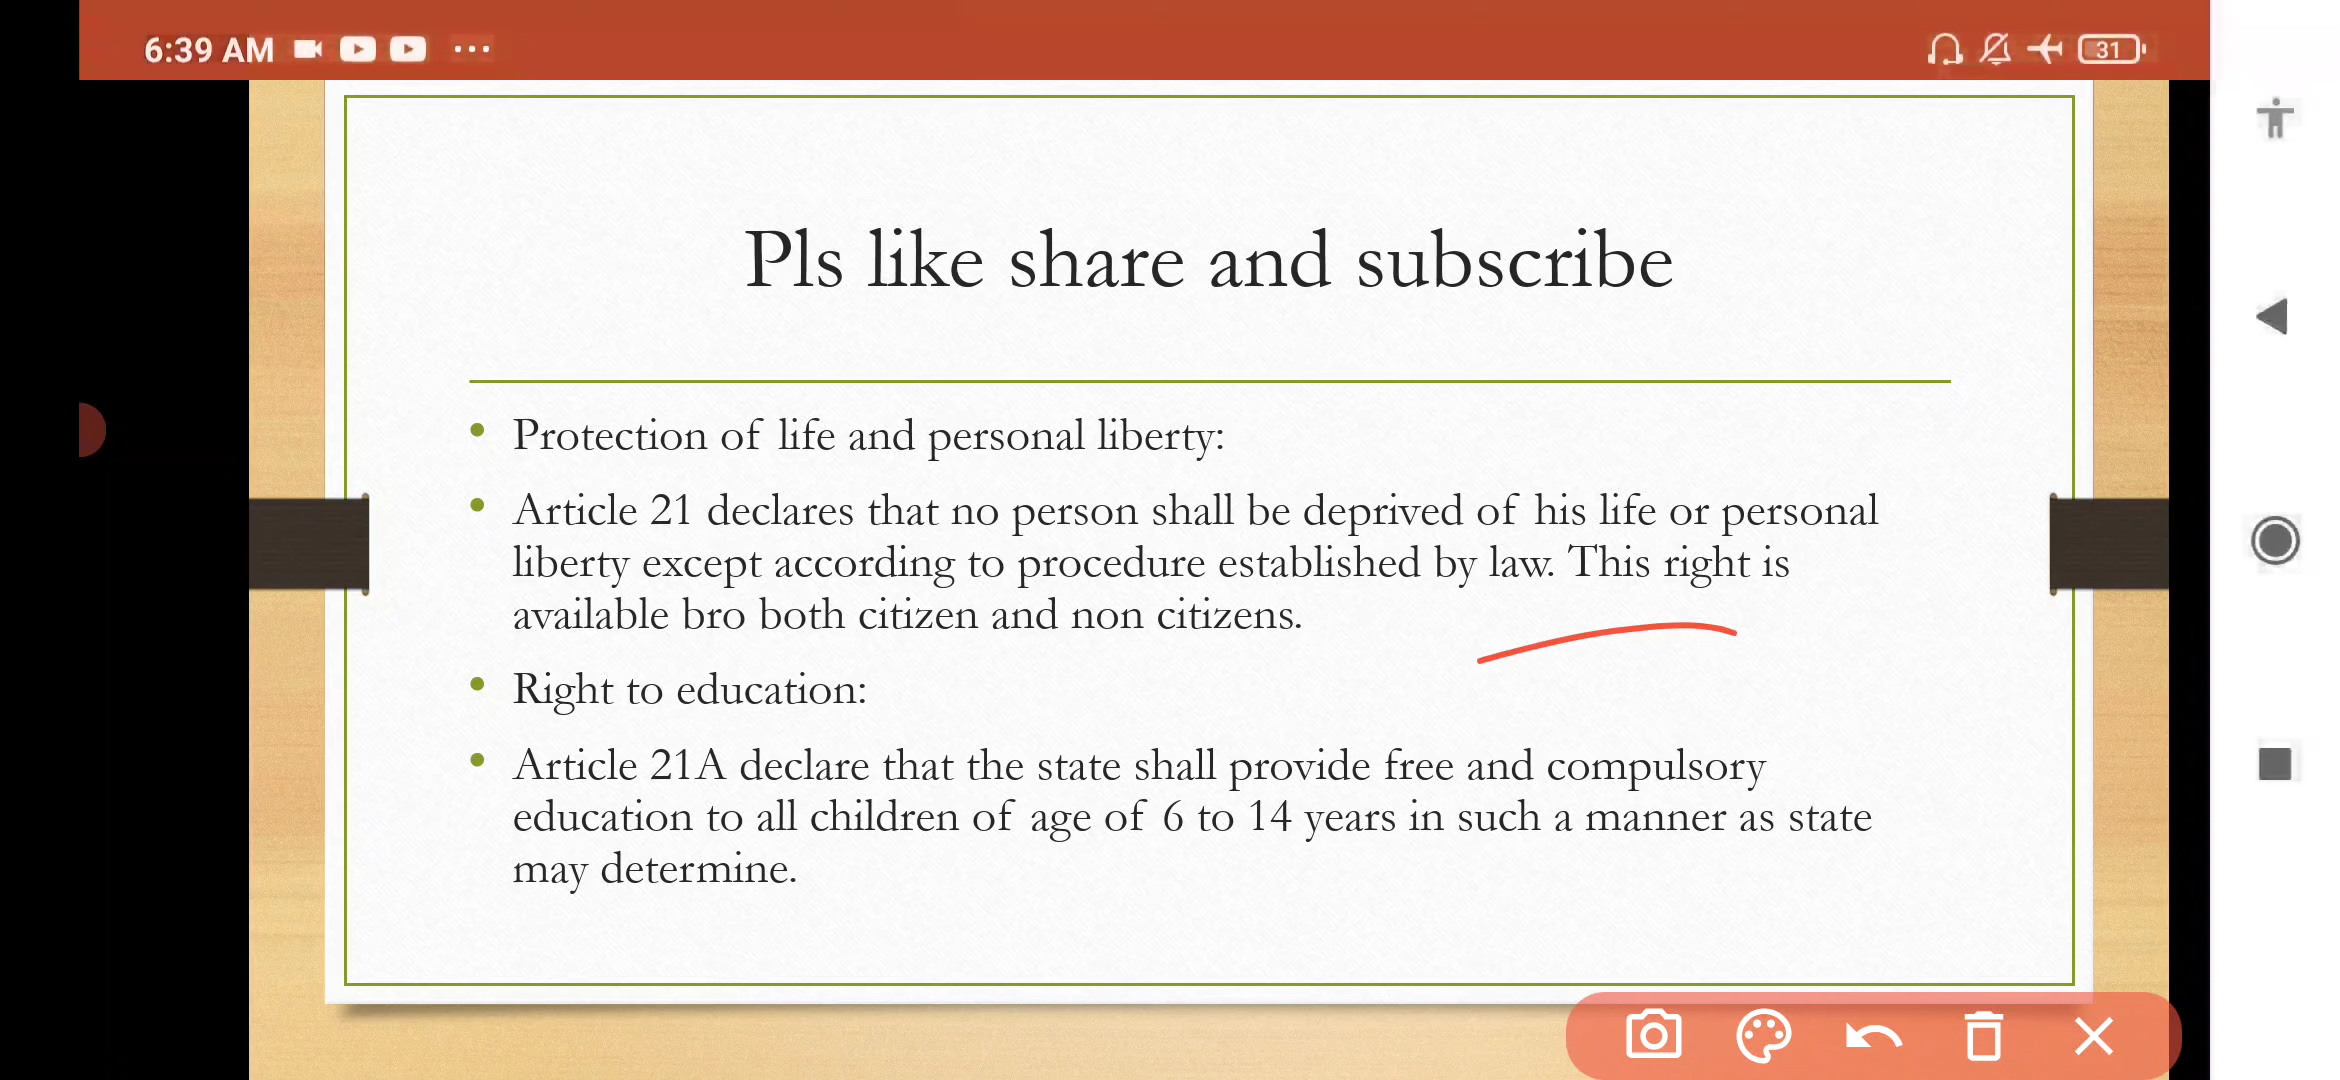 6:39 AM
31
Pls like share and subscribe
• Protection of life and personal liberty:
• Article 21 declares that no person shall be deprived of his life or personal
liberty except according to procedure established by law. This right is
available bro both citizen and non citizens.
• Right to education:
• Article 21A declare that the state shall provide free and compulsory
education to all children of age of 6 to 14 years in such a manner as state
may determine.